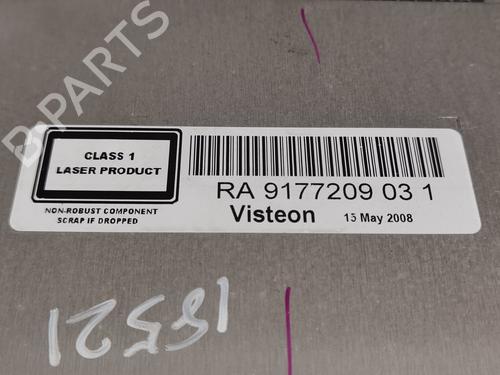 B-PARTS
CLASS 1
LASER PRODUCT
NON-ROBUST COMPONENT
SCRAP IF DROPPED
RA 9177209 03 1
Visteon 15 May 2008